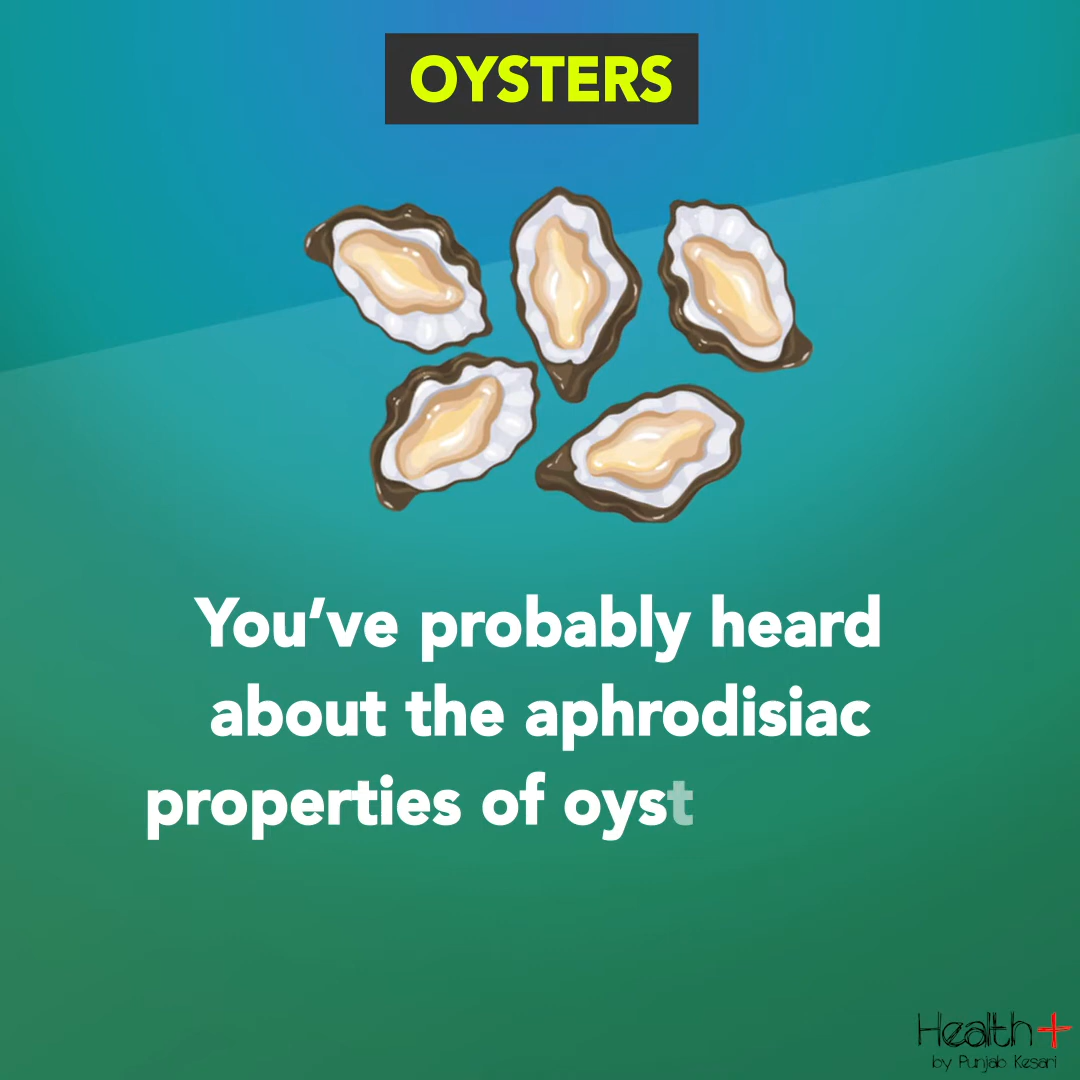 OYSTERS
You’ve probably heard
about the aphrodisiac
properties of oyst
Health+
by Punjab Kesari